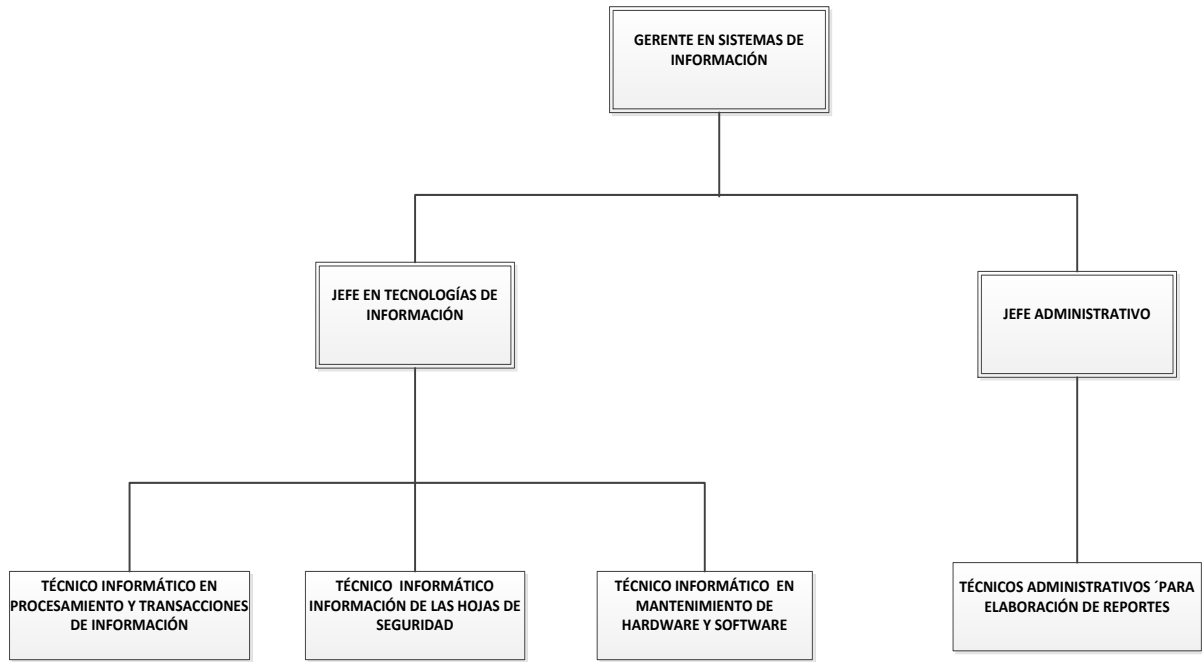 GERENTE EN SISTEMAS DE
INFORMACIÓN
JEFE EN TECNOLOGÍAS DE
INFORMACIÓN
JEFE ADMINISTRATIVO
TÉCNICO INFORMÁTICO EN
PROCESAMIENTO Y TRANSACCIONES
DE INFORMACIÓN
TÉCNICO INFORMÁTICO
INFORMACIÓN DE LAS HOJAS DE
SEGURIDAD
TÉCNICO INFORMÁTICO EN
MANTENIMIENTO DE
HARDWARE Y SOFTWARE
TÉCNICOS ADMINISTRATIVOS ´PARA
ELABORACIÓN DE REPORTES